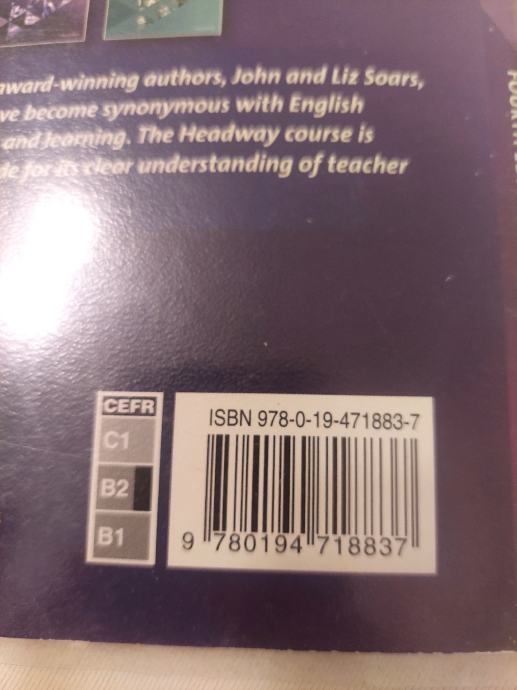 award-winning authors, John and Liz Soars,
ve become synonymous with English
and learning. The Headway course is
de for its clear understanding of teacher
CEFR
C1
B2
B1
ISBN 978-0-19-471883-7
9 780194 718837